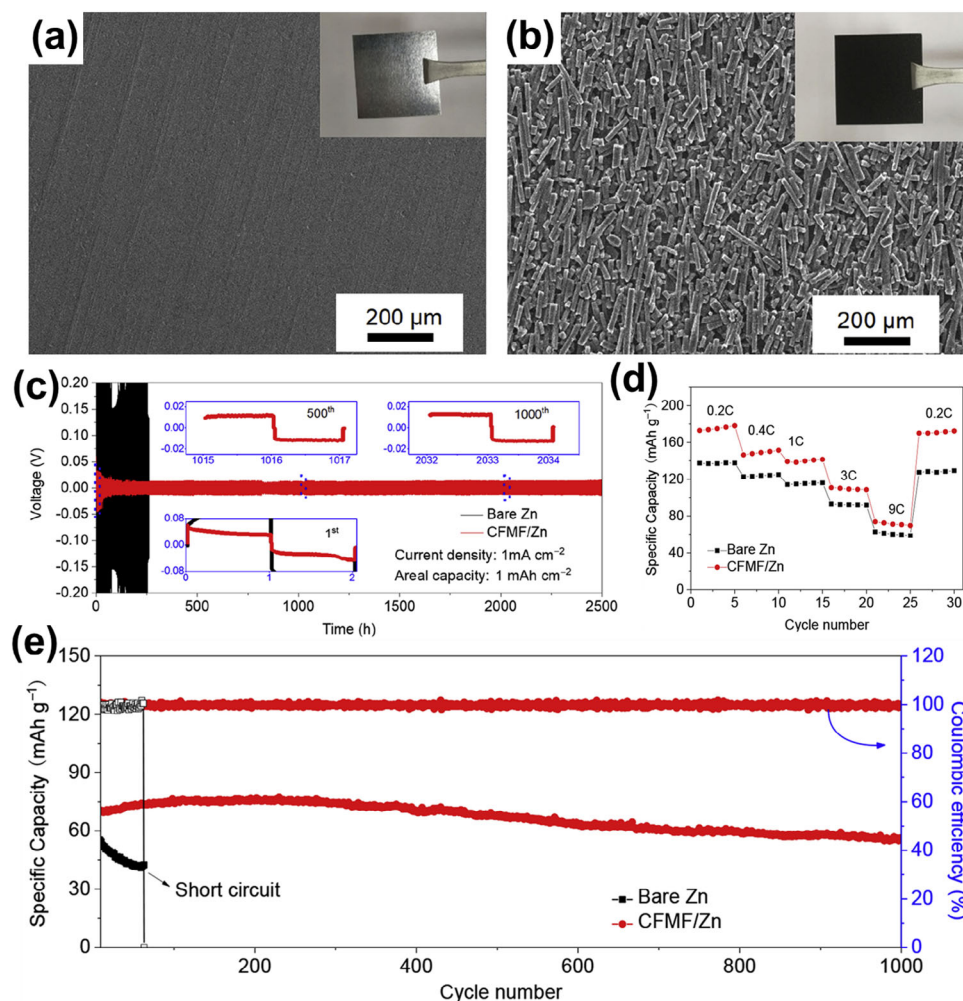 (a)
200 µm
(b)
200 µm
(c)
0.20
0.15
0.10
0.05
0.00
-0.05
-0.10
-0.15
-0.20
Voltage (V)
0.02
0.00
-0.02
500th
1015
1016
1017
0.02
0.00
-0.02
1000th
2032
2033
2034
0.08
0.00
-0.08
1st
0
1
2
Bare Zn
CFMF/Zn
Current density: 1mA cm⁻²
Areal capacity: 1 mAh cm⁻²
0
500
1000
1500
2000
2500
Time (h)
(d)
180
120
60
0
Specific Capacity (mAh g⁻¹)
0.2C
0.4C
1C
3C
9C
0.2C
Bare Zn
CFMF/Zn
0
5
10
15
20
25
30
Cycle number
(e)
150
120
90
60
30
0
Specific Capacity (mAh g⁻¹)
Short circuit
Bare Zn
CFMF/Zn
200
400
600
800
1000
Cycle number
120
100
80
60
40
20
0
Coulombic efficiency (%)